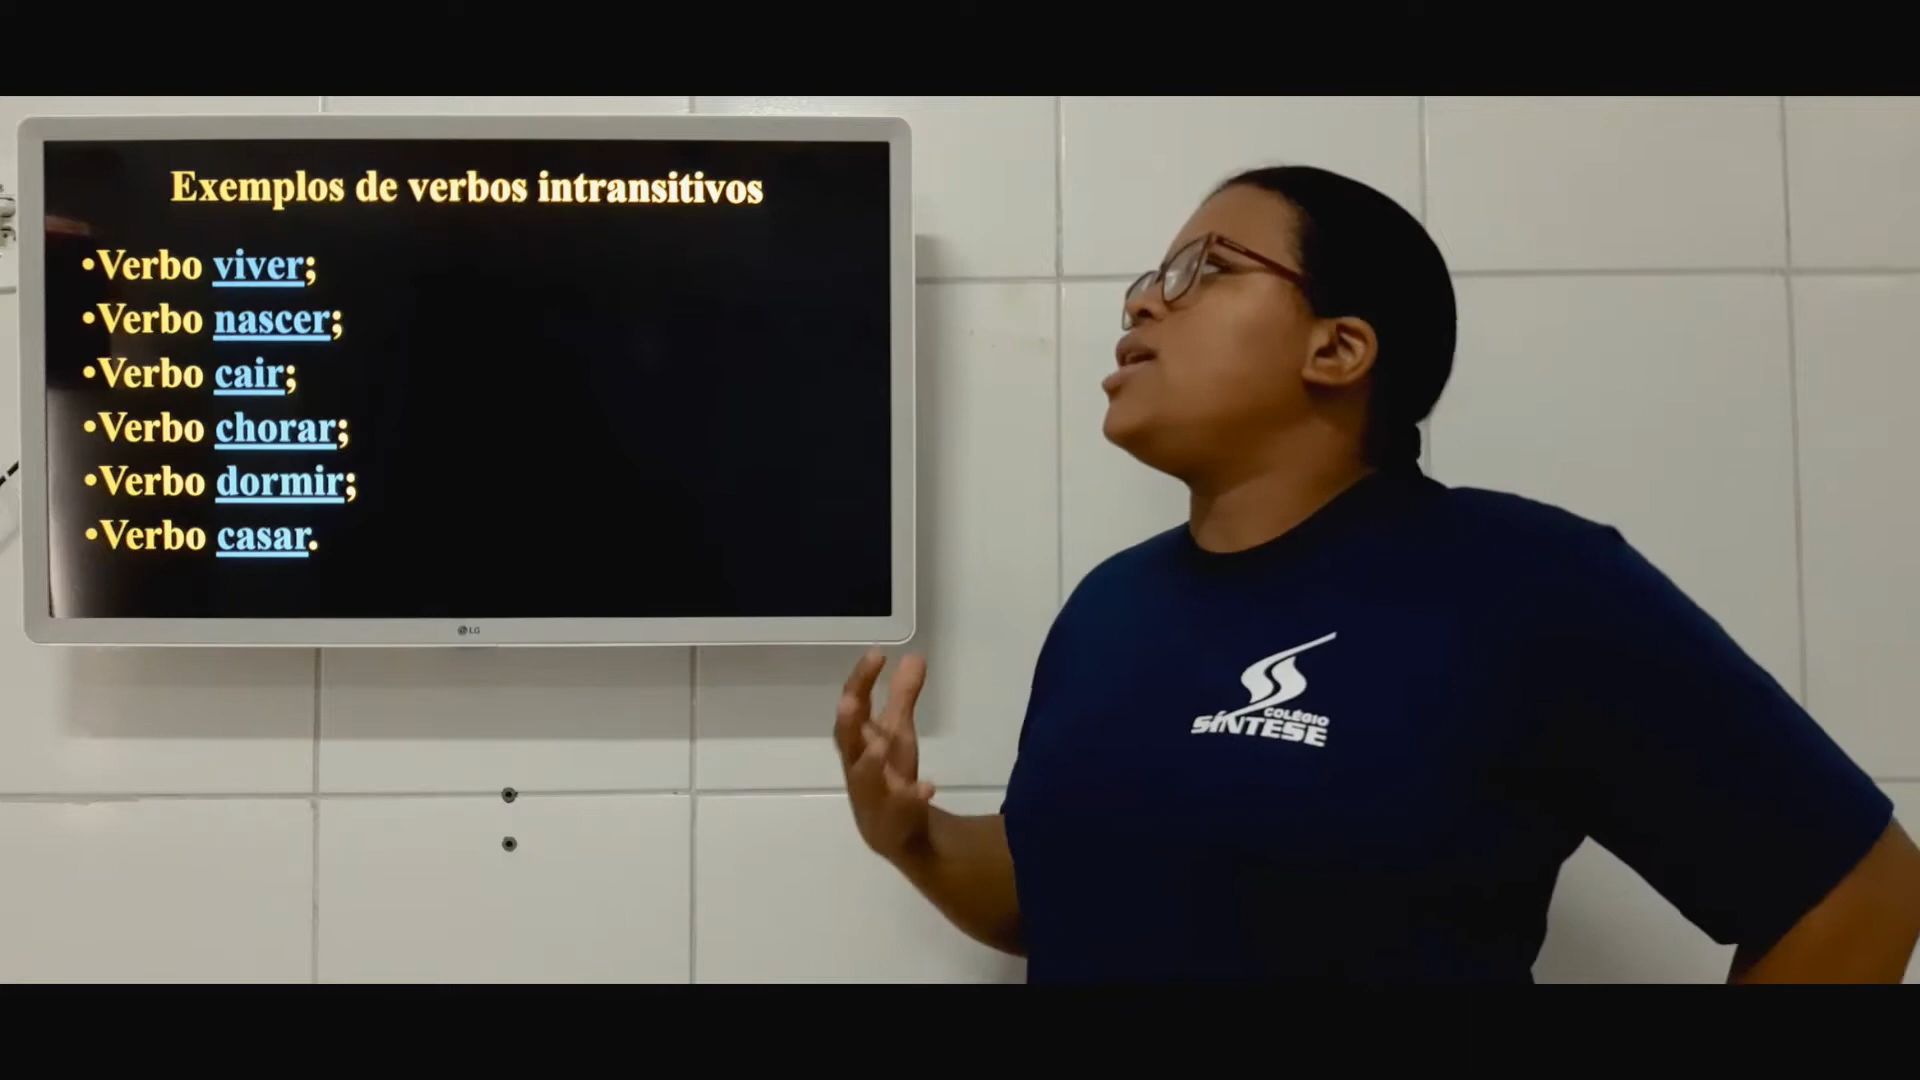 Exemplos de verbos intransitivos
•Verbo viver;
•Verbo nascer;
•Verbo cair;
•Verbo chorar;
•Verbo dormir;
•Verbo casar.
LG
COLÉGIO
SÍNTESE